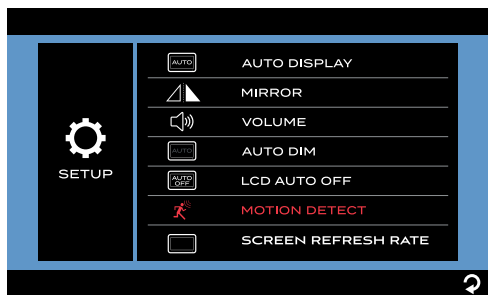 AUTO
AUTO DISPLAY
MIRROR
VOLUME
AUTO
AUTO DIM
SETUP
AUTO
OFF
LCD AUTO OFF
MOTION DETECT
SCREEN REFRESH RATE